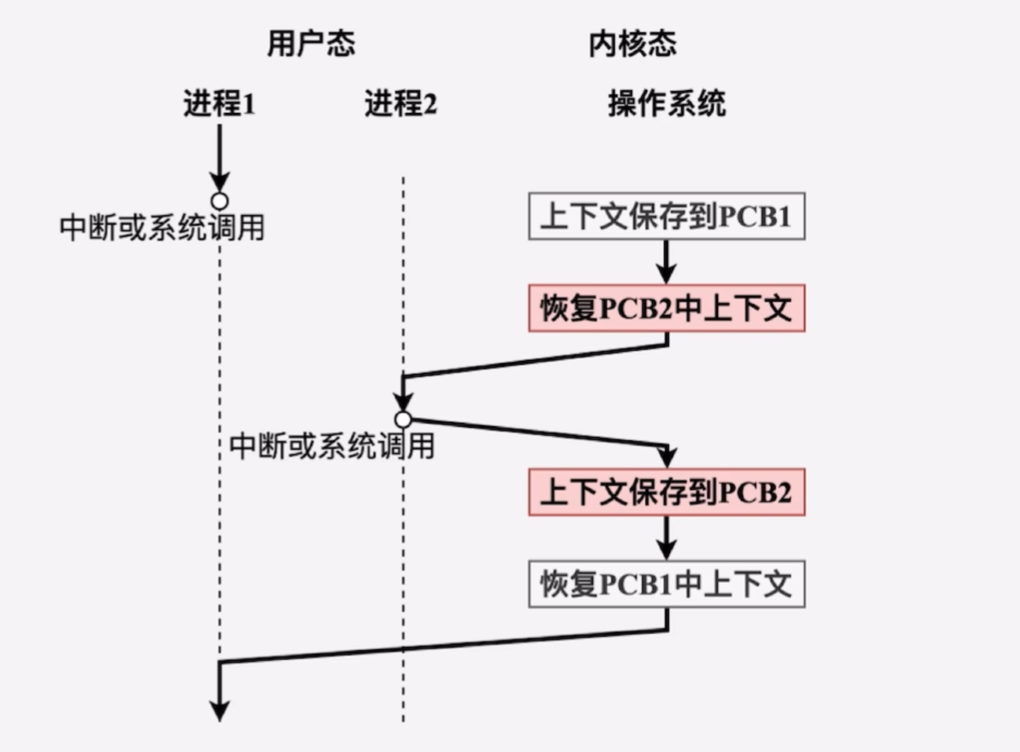 用户态
内核态
进程1
进程2
操作系统
中断或系统调用
上下文保存到PCB1
恢复PCB2中上下文
中断或系统调用
上下文保存到PCB2
恢复PCB1中上下文